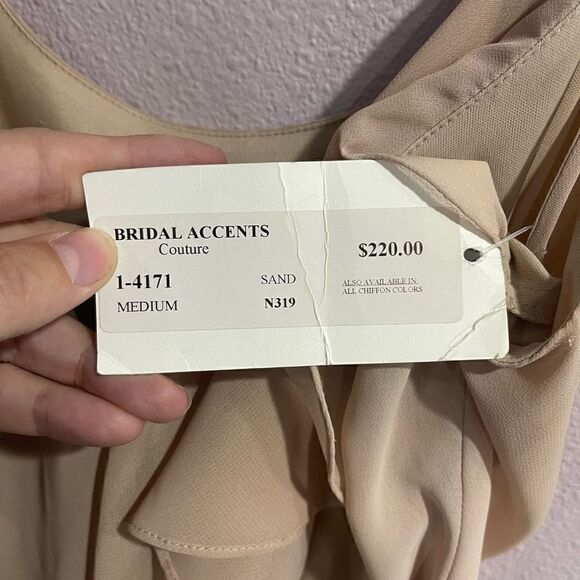 BRIDAL ACCENTS
Couture
$220.00
1-4171 SAND
MEDIUM N319
ALSO AVAILABLE IN:
ALL CHIFFON COLORS